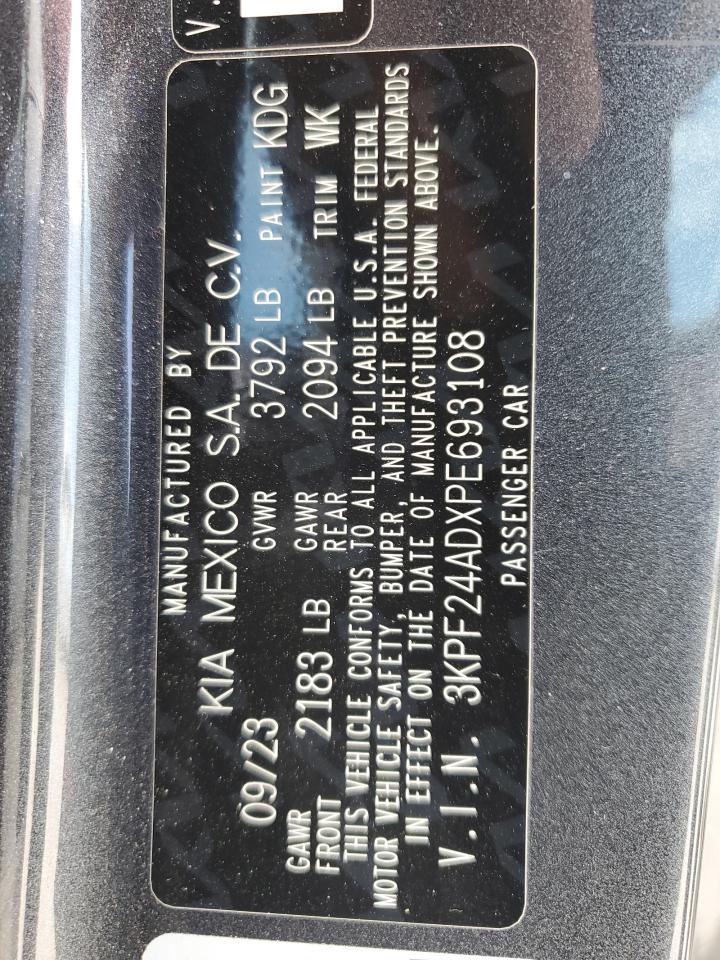 V.
MANUFACTURED BY
KIA MEXICO S.A. DE C.V.
09/23 GVWR 3792 LB PAINT KDG
GAWR FRONT 2183 LB GAWR REAR 2094 LB TRIM WK
THIS VEHICLE CONFORMS TO ALL APPLICABLE U.S.A. FEDERAL
MOTOR VEHICLE SAFETY, BUMPER, AND THEFT PREVENTION STANDARDS
IN EFFECT ON THE DATE OF MANUFACTURE SHOWN ABOVE.
V.I.N. 3KPF24ADXPE693108
PASSENGER CAR